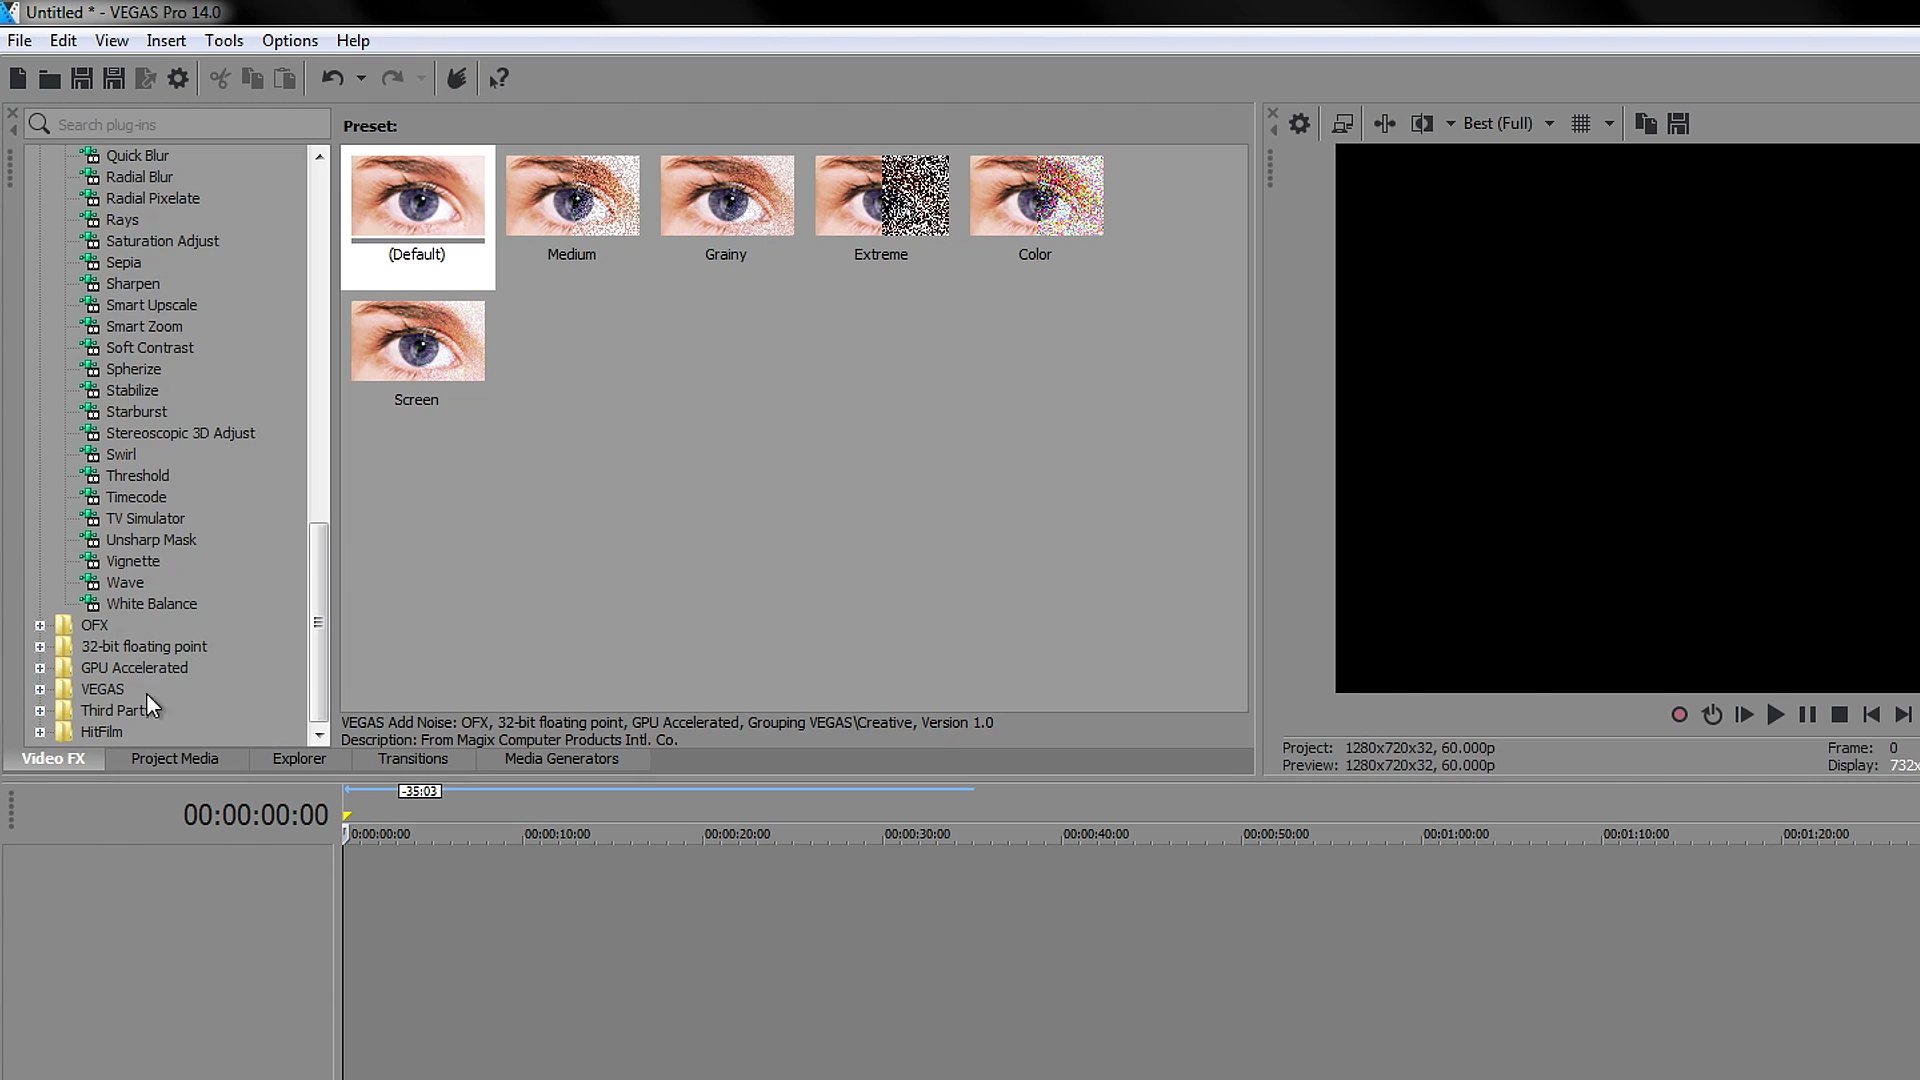 Untitled * - VEGAS Pro 14.0
File Edit View Insert Tools Options Help
Search plug-ins
Preset:
Best (Full)
Quick Blur
Radial Blur
Radial Pixelate
Rays
Saturation Adjust
Sepia
Sharpen
Smart Upscale
Smart Zoom
Soft Contrast
Spherize
Stabilize
Starburst
Stereoscopic 3D Adjust
Swirl
Threshold
Timecode
TV Simulator
Unsharp Mask
Vignette
Wave
White Balance
OFX
32-bit floating point
GPU Accelerated
VEGAS
Third Part
HitFilm
(Default) Medium Grainy Extreme Color
Screen
VEGAS Add Noise: OFX, 32-bit floating point, GPU Accelerated, Grouping VEGAS\Creative, Version 1.0
Description: From Magix Computer Products Intl. Co.
Video FX Project Media Explorer Transitions Media Generators
Project: 1280x720x32, 60.000p Frame: 0
Preview: 1280x720x32, 60.000p Display: 732x
-35:03
00:00:00:00
0:00:00:00 00:00:10:00 00:00:20:00 00:00:30:00 00:00:40:00 00:00:50:00 00:01:00:00 00:01:10:00 00:01:20:00